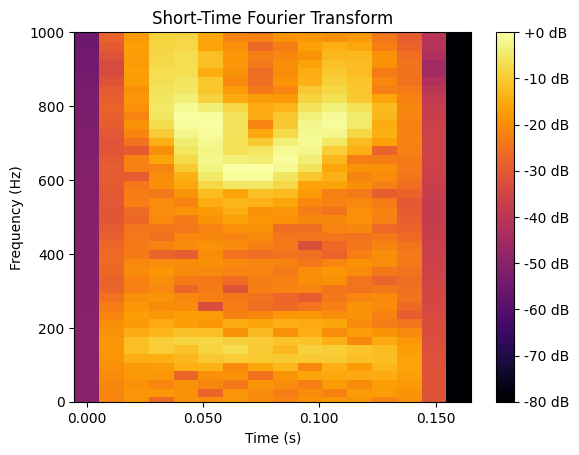 Short-Time Fourier Transform
Frequency (Hz)
1000
800
600
400
200
0
0.000
0.050
0.100
0.150
Time (s)
+0 dB
-10 dB
-20 dB
-30 dB
-40 dB
-50 dB
-60 dB
-70 dB
-80 dB